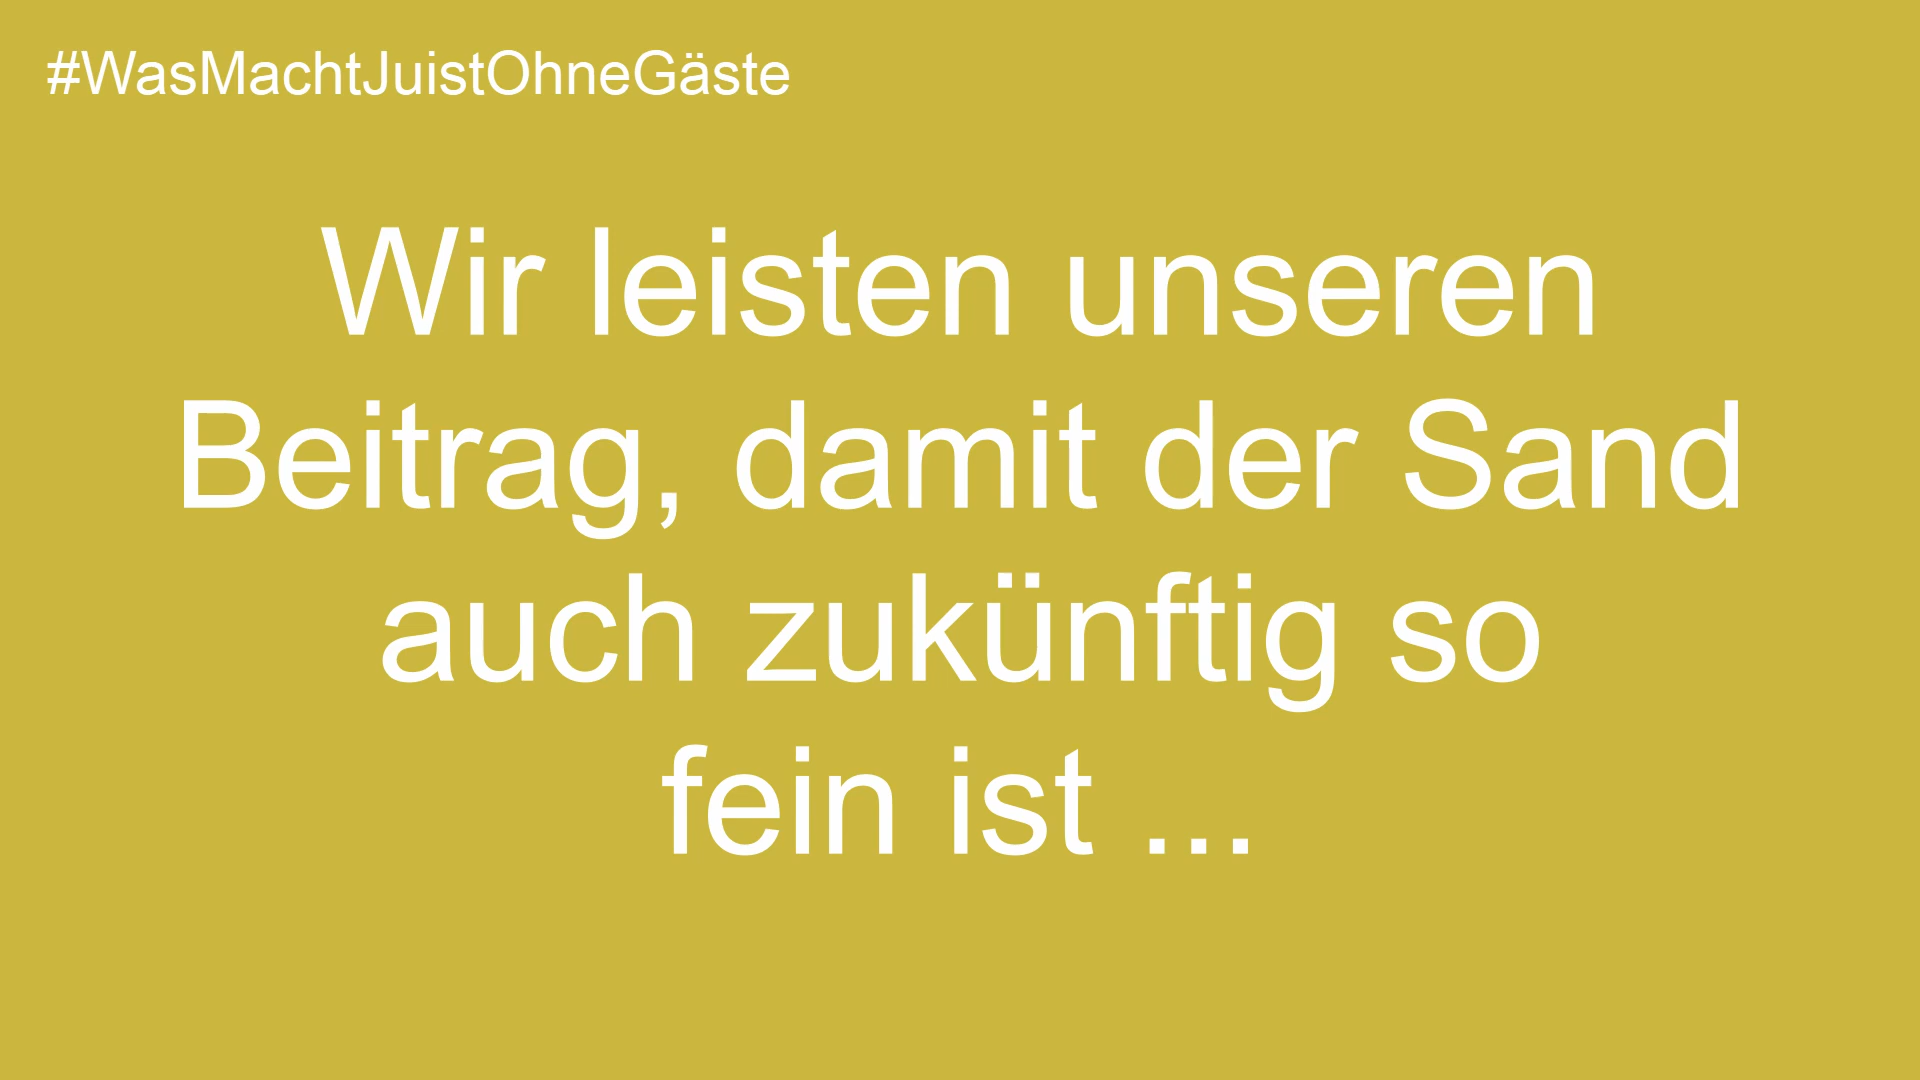 #WasMachtJuistOhneGäste
Wir leisten unseren
Beitrag, damit der Sand
auch zukünftig so
fein ist ...